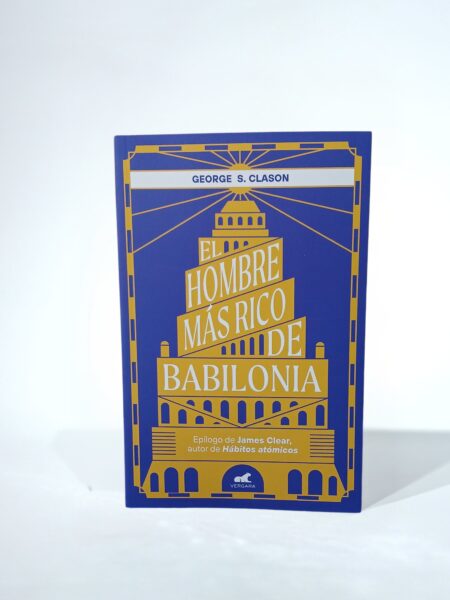 GEORGE S. CLASON
EL
HOMBRE
MÁS RICO
DE
BABILONIA
Epílogo de James Clear,
autor de Hábitos atómicos
VERGARA